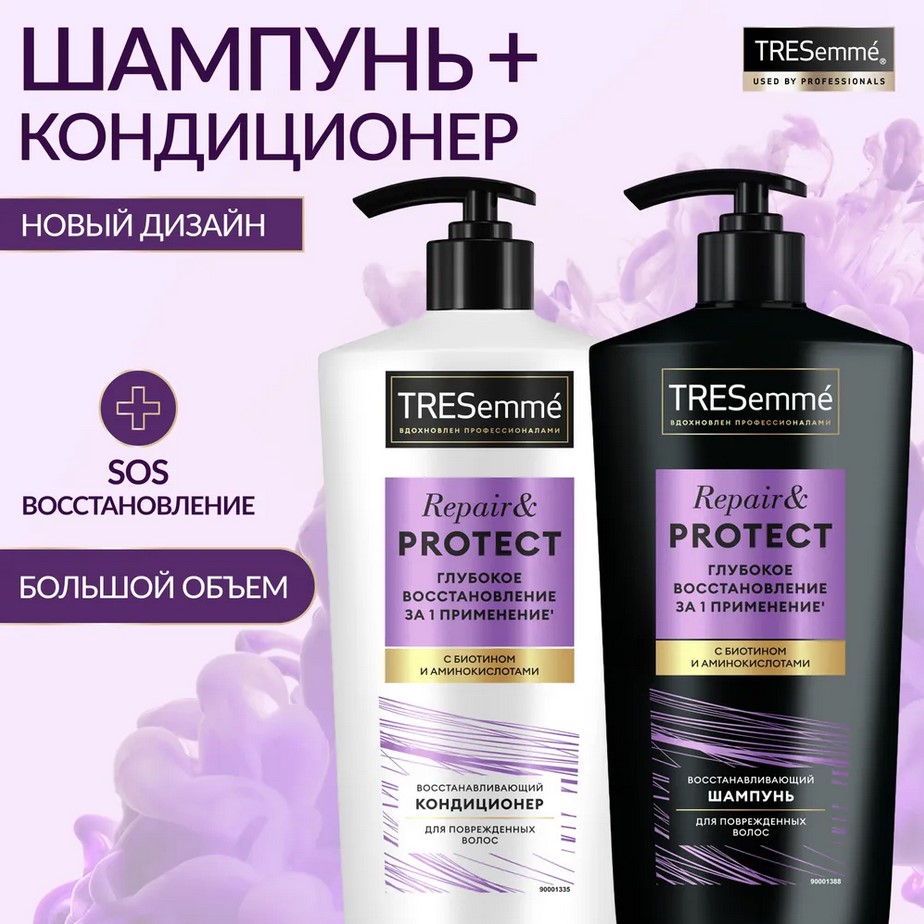 ШАМПУНЬ +
КОНДИЦИОНЕР
НОВЫЙ ДИЗАЙН
TRESemmé®
USED BY PROFESSIONALS
SOS
ВОССТАНОВЛЕНИЕ
БОЛЬШОЙ ОБЪЕМ
TRESemmé
ВДОХНОВЛЕН ПРОФЕССИОНАЛАМИ
Repair&
PROTECT
ГЛУБОКОЕ
ВОССТАНОВЛЕНИЕ
ЗА 1 ПРИМЕНЕНИЕ¹
С БИОТИНОМ
И АМИНОКИСЛОТАМИ
ВОССТАНАВЛИВАЮЩИЙ
КОНДИЦИОНЕР
ДЛЯ ПОВРЕЖДЕННЫХ
ВОЛОС
90001335
TRESemmé
ВДОХНОВЛЕН ПРОФЕССИОНАЛАМИ
Repair&
PROTECT
ГЛУБОКОЕ
ВОССТАНОВЛЕНИЕ
ЗА 1 ПРИМЕНЕНИЕ¹
С БИОТИНОМ
И АМИНОКИСЛОТАМИ
ВОССТАНАВЛИВАЮЩИЙ
ШАМПУНЬ
ДЛЯ ПОВРЕЖДЕННЫХ
ВОЛОС
90001388